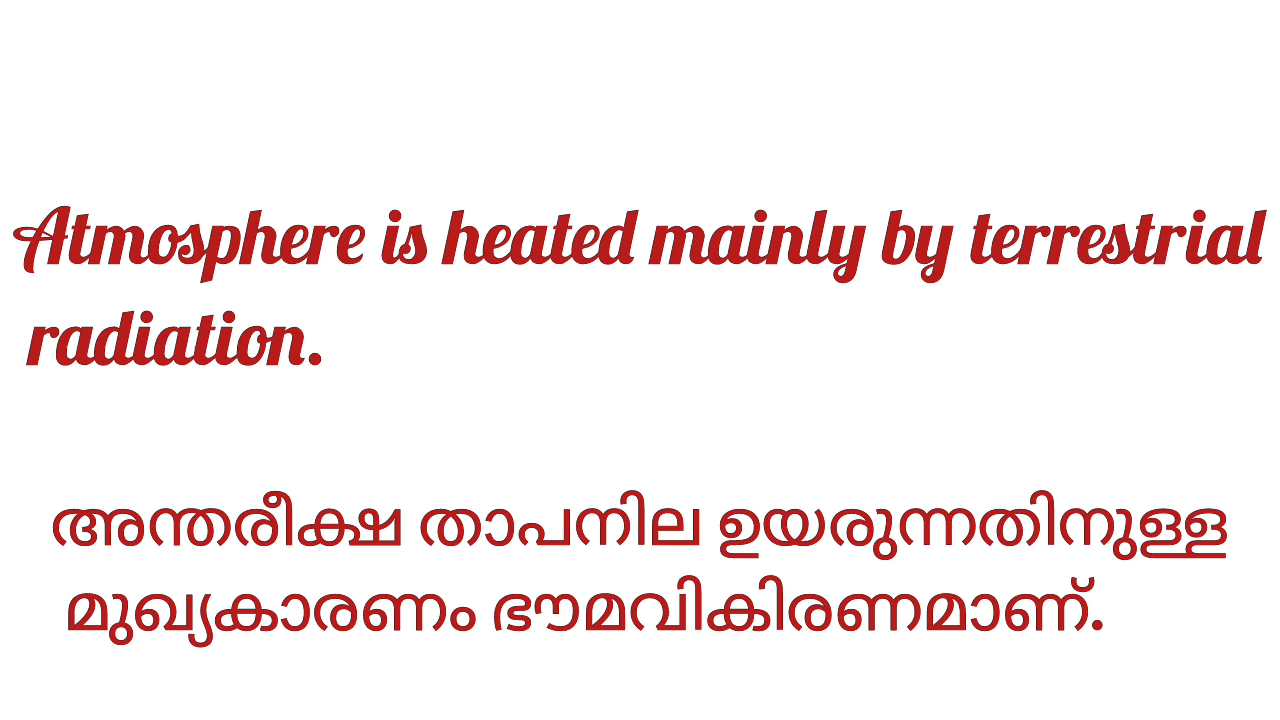 Atmosphere is heated mainly by terrestrial
radiation.
അന്തരീക്ഷ താപനില ഉയരുന്നതിനുള്ള
മുഖ്യകാരണം ഭൗമവികിരണമാണ്.